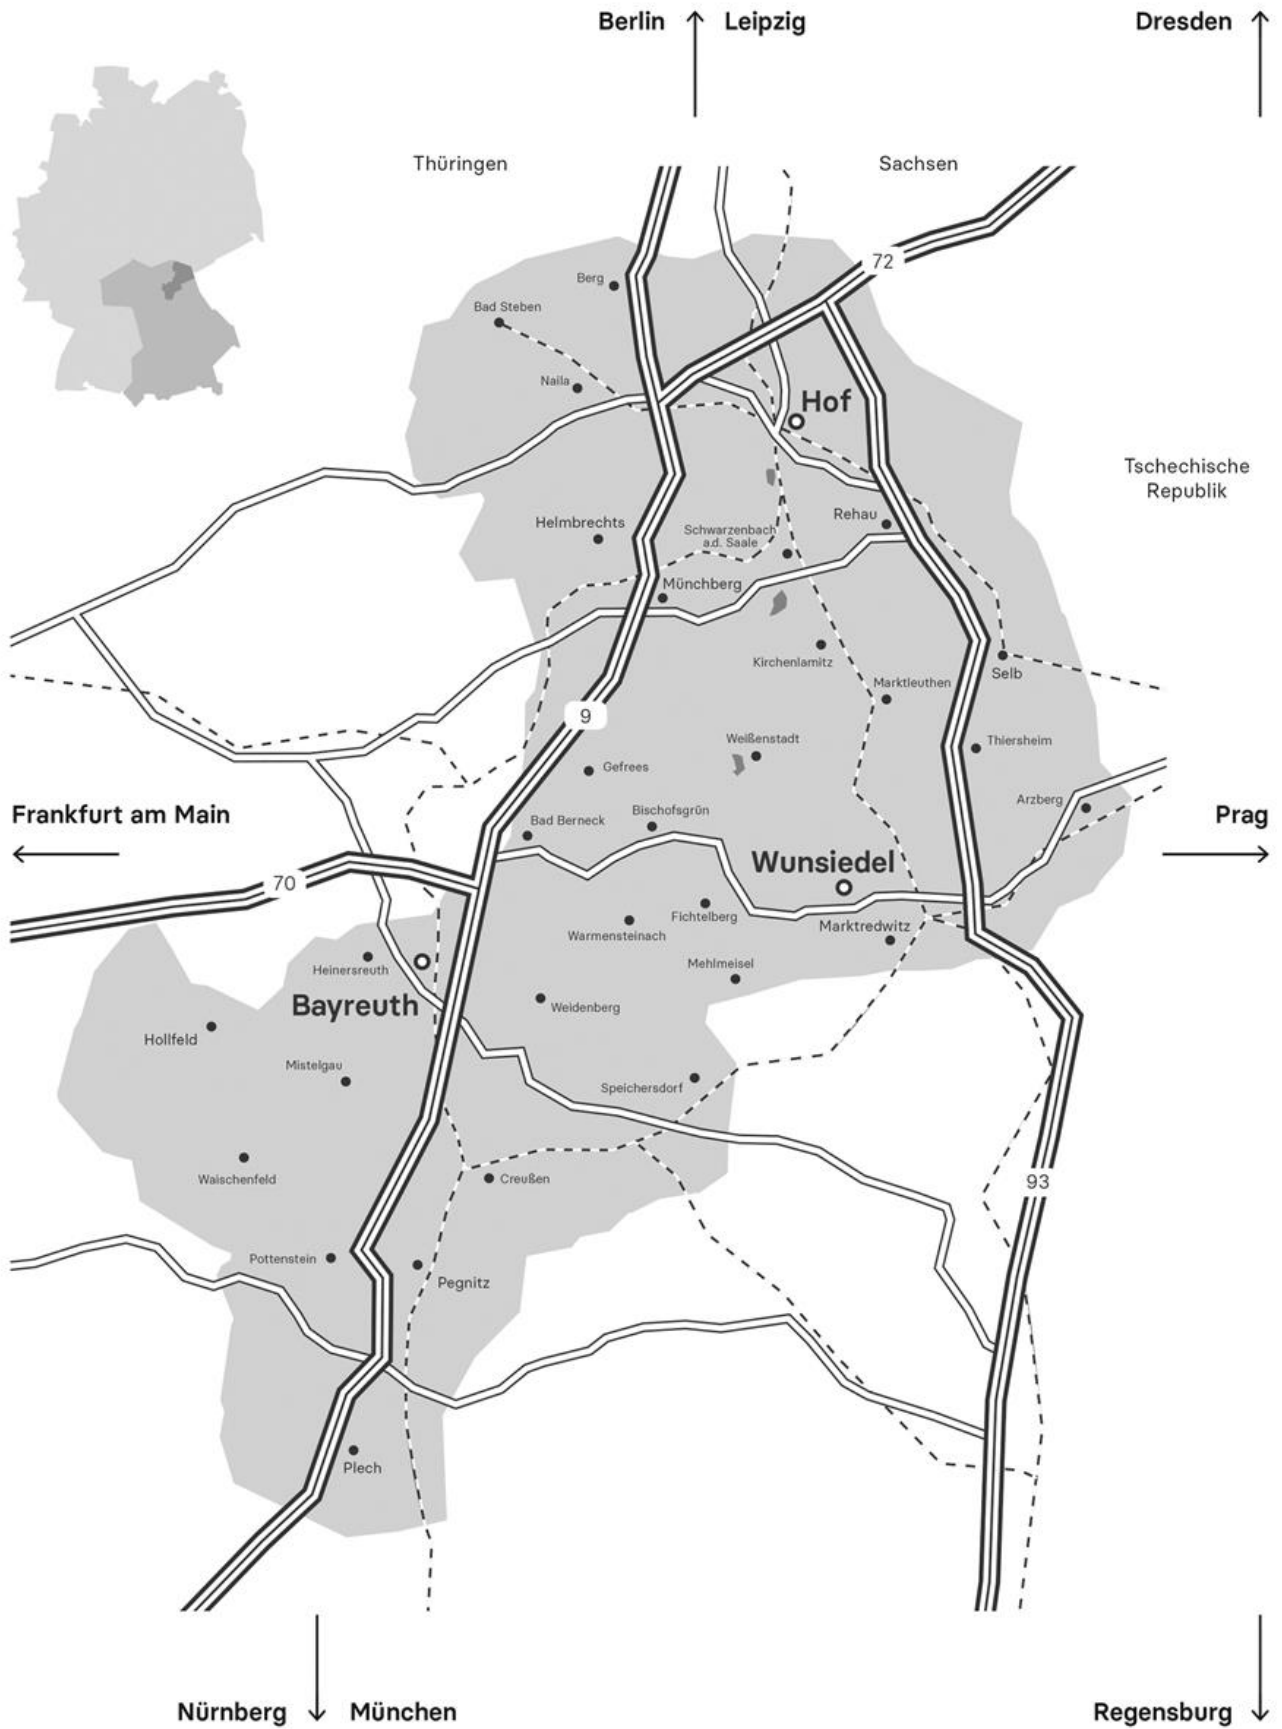 Berlin
Leipzig
Dresden
Thüringen
Sachsen
72
Berg
Bad Steben
Naila
Hof
Tschechische
Republik
Helmbrechts
Schwarzenbach
a.d. Saale
Rehau
Münchberg
Kirchenlamitz
Selb
Marktleuthen
9
Weißenstadt
Thiersheim
Gefrees
Arzberg
Frankfurt am Main
Bischofsgrün
Bad Berneck
Prag
Wunsiedel
70
Fichtelberg
Warmensteinach
Marktredwitz
Heinersreuth
Mehlmeisel
Bayreuth
Weidenberg
Hollfeld
Mistelgau
Speichersdorf
Waischenfeld
Creußen
93
Pottenstein
Pegnitz
Plech
Nürnberg
München
Regensburg